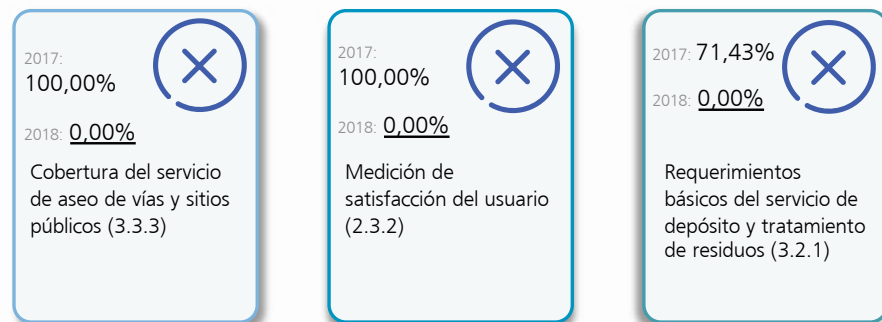 2017:
100,00%
2018: 0,00%
Cobertura del servicio
de aseo de vías y sitios
públicos (3.3.3)
2017:
100,00%
2018: 0,00%
Medición de
satisfacción del usuario
(2.3.2)
2017: 71,43%
2018: 0,00%
Requerimientos
básicos del servicio de
depósito y tratamiento
de residuos (3.2.1)